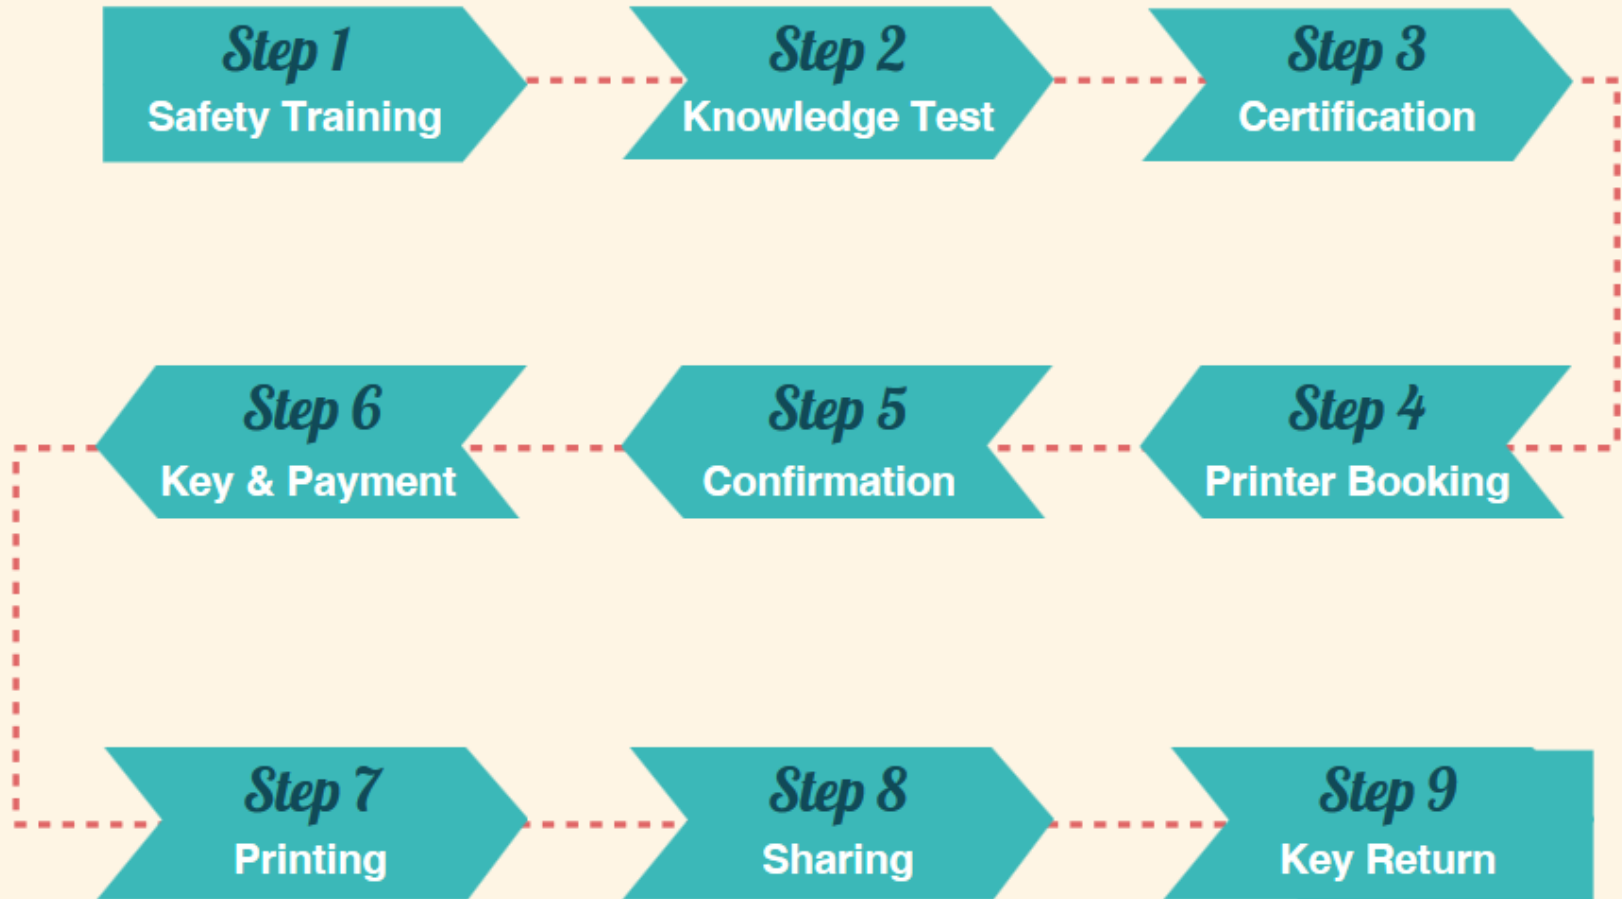 Step 1
Safety Training
Step 2
Knowledge Test
Step 3
Certification
Step 4
Printer Booking
Step 5
Confirmation
Step 6
Key & Payment
Step 7
Printing
Step 8
Sharing
Step 9
Key Return